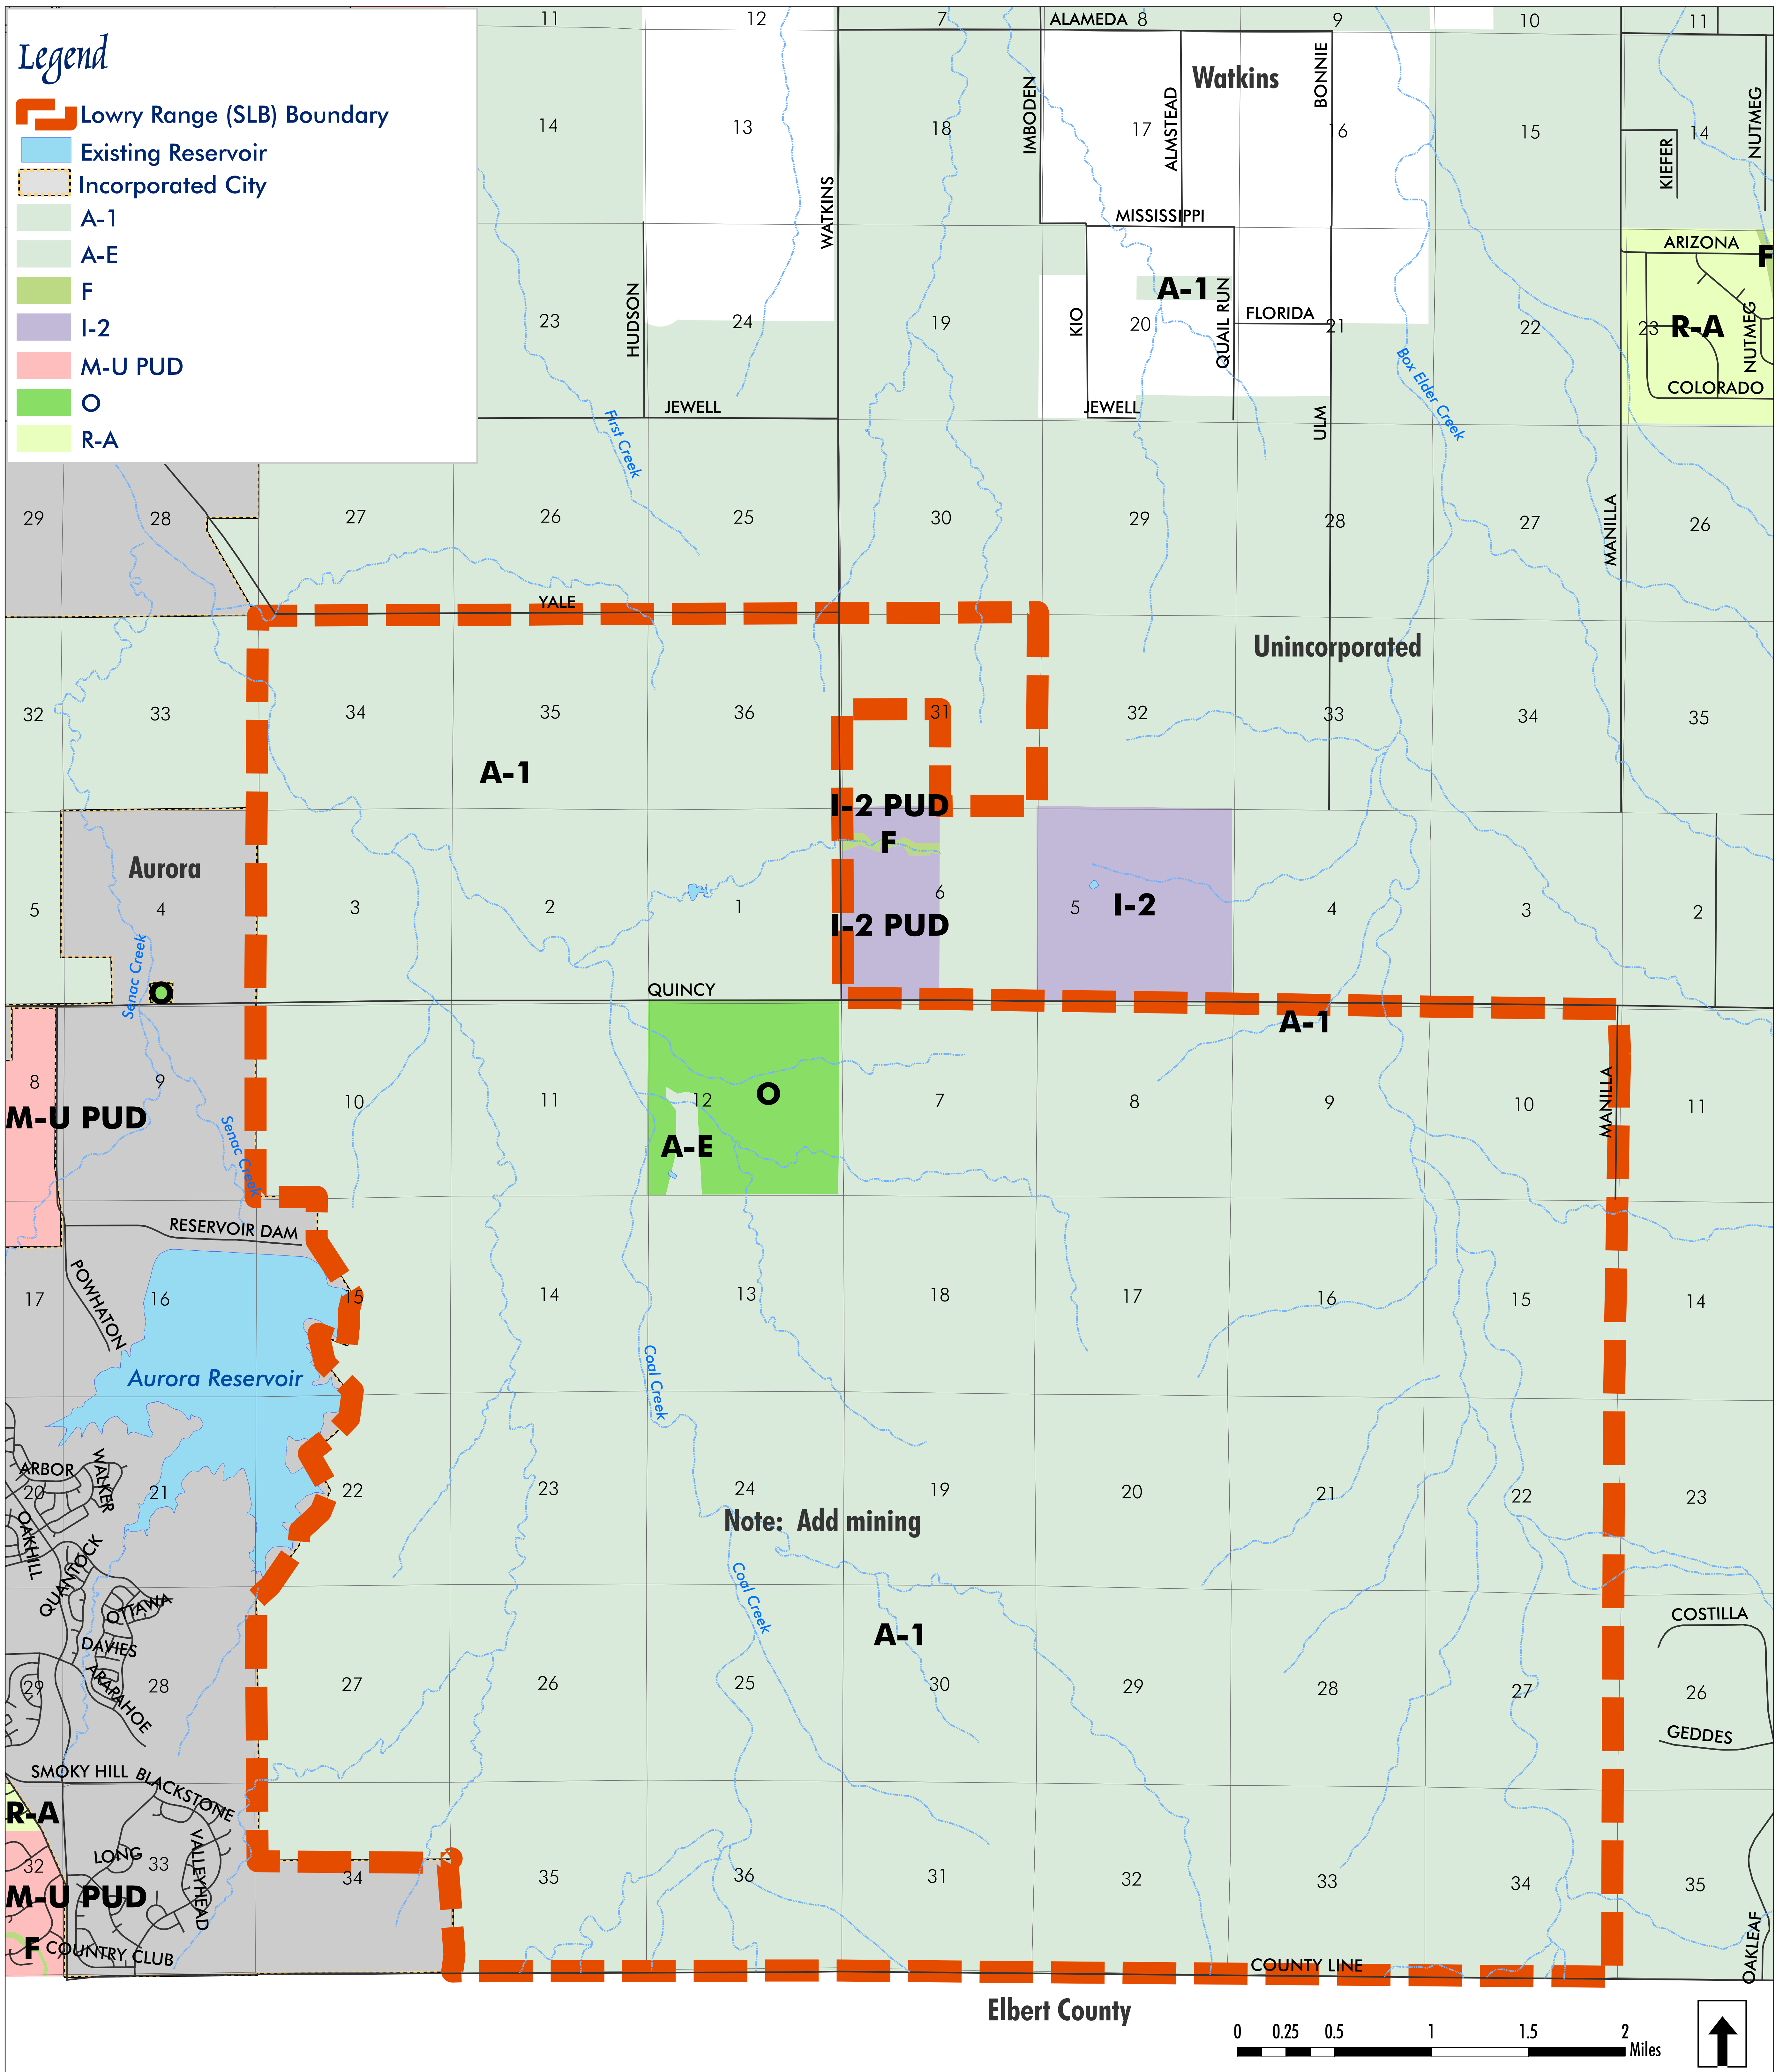 Legend
Lowry Range (SLB) Boundary
Existing Reservoir
Incorporated City
A-1
A-E
F
I-2
M-U PUD
O
R-A
11 12 7 ALAMEDA 8 9 10 11
Watkins
IMBODEN
ALMSTEAD
BONNIE
NUTMEG
14 13 18 17 16 15 14
KIEFER
WATKINS
MISSISSIPPI
ARIZONA
F
HUDSON
KIO
A-1
QUAIL RUN
FLORIDA
23 24 19 20 21 22 23
R-A
NUTMEG
COLORADO
Box Elder Creek
JEWELL
JEWELL
ULM
First Creek
MANILLA
29 28 27 26 25 30 29 28 27 26
YALE
Unincorporated
32 33 34 35 36 31 32 33 34 35
A-1
I-2 PUD
F
Aurora
5 4 3 2 1 6 5 4 3 2
I-2
I-2 PUD
Senac Creek
O
QUINCY
A-1
MANILLA
8 9 10 11 12 7 8 9 10 11
O
M-U PUD
A-E
Senac Creek
RESERVOIR DAM
POWHATON
17 16 15 14 13 18 17 16 15 14
Aurora Reservoir
Coal Creek
ARBOR
WALKER
20 21 22 23 24 19 20 21 22 23
OAKHILL
Note: Add mining
QUANTOCK
OTTAWA
Coal Creek
COSTILLA
DAVIES
A-1
ARAPAHOE
29 28 27 26 25 30 29 28 27 26
GEDDES
SMOKY HILL
BLACKSTONE
R-A
LONG
VALLEYHEAD
32 33 34 35 36 31 32 33 34 35
M-U PUD
F
COUNTRY CLUB
OAKLEAF
COUNTY LINE
Elbert County
0 0.25 0.5 1 1.5 2
Miles